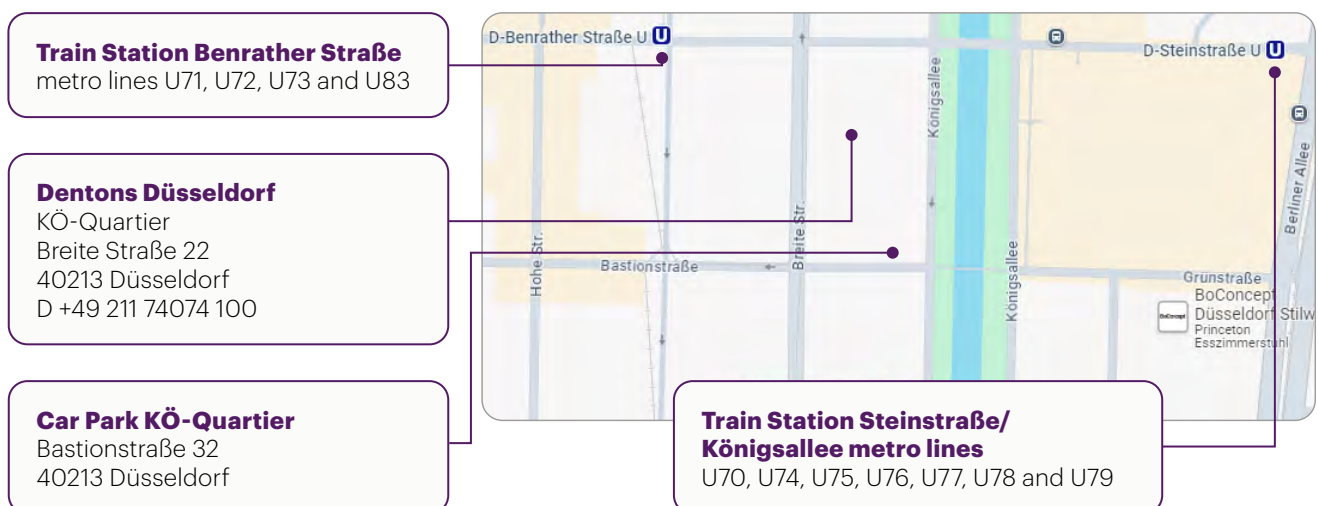 Train Station Benrather Straße
metro lines U71, U72, U73 and U83
Dentons Düsseldorf
KÖ-Quartier
Breite Straße 22
40213 Düsseldorf
D +49 211 74074 100
Car Park KÖ-Quartier
Bastionstraße 32
40213 Düsseldorf
D-Benrather Straße U
U
D-Steinstraße U
U
Königsallee
Berliner Allee
Breite Str.
Hohe Str.
Bastionstraße
Königsallee
Grünstraße
BoConcept
BoConcept
Düsseldorf Stilw
Princeton
Esszimmerstuhl
Train Station Steinstraße/
Königsallee metro lines
U70, U74, U75, U76, U77, U78 and U79